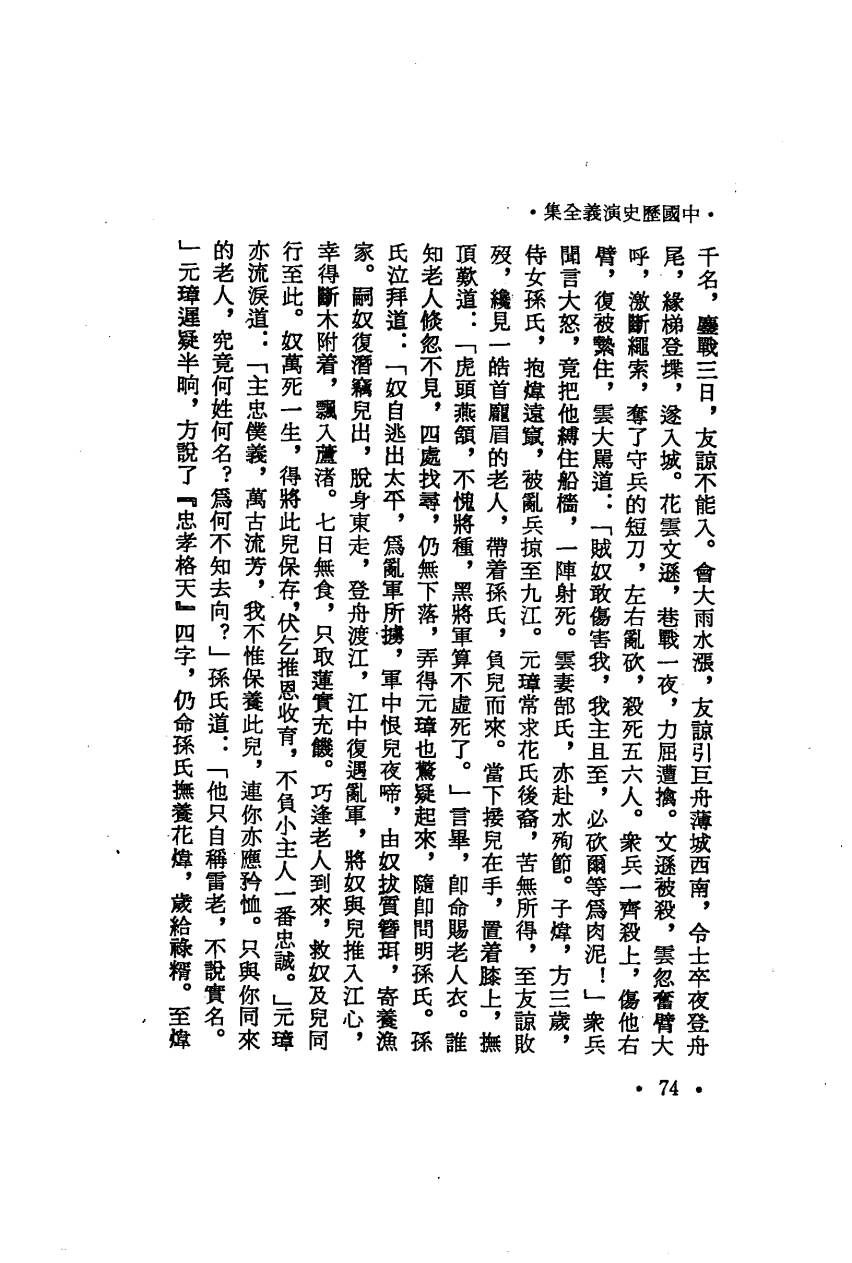 •中國歷史演義全集•
千名，鏖戰三日，友諒不能入。會大雨水漲，友諒引巨舟薄城西南，令士卒夜登舟
尾，緣梯登堞，遂入城。花雲文遜，巷戰一夜，力屈遭擒。文遜被殺，雲忽奮臂大
呼，激斷繩索，奪了守兵的短刀，左右亂砍，殺死五六人。衆兵一齊殺上，傷他右
臂，復被縶住，雲大駡道：「賊奴敢傷害我，我主且至，必砍爾等爲肉泥！」衆兵
聞言大怒，竟把他縛住船檣，一陣射死。雲妻郜氏，亦赴水殉節。子煒，方三歲，
侍女孫氏，抱煒遠竄，被亂兵掠至九江。元璋常求花氏後裔，苦無所得，至友諒敗
歿，纔見一皓首龎眉的老人，帶着孫氏，負兒而來。當下接兒在手，置着膝上，撫
頂歎道：「虎頭燕頷，不愧將種，黑將軍算不虛死了。」言畢，卽命賜老人衣。誰
知老人倏忽不見，四處找尋，仍無下落，弄得元璋也驚疑起來，隨卽問明孫氏。孫
氏泣拜道：「奴自逃出太平，爲亂軍所擄，軍中恨兒夜啼，由奴拔質簪珥，寄養漁
家。嗣奴復潛竊兒出，脫身東走，登舟渡江，江中復遇亂軍，將奴與兒推入江心，
幸得斷木附着，飄入蘆渚。七日無食，只取蓮實充饑。巧逢老人到來，救奴及兒同
行至此。奴萬死一生，得將此兒保存，伏乞推恩收育，不負小主人一番忠誠。」元璋
亦流淚道：「主忠僕義，萬古流芳，我不惟保養此兒，連你亦應矜恤。只與你同來
的老人，究竟何姓何名？爲何不知去向？」孫氏道：「他只自稱雷老，不說實名。
」元璋遲疑半晌，方說了『忠孝格天』四字，仍命孫氏撫養花煒，歲給祿糈。至煒
• 74 •